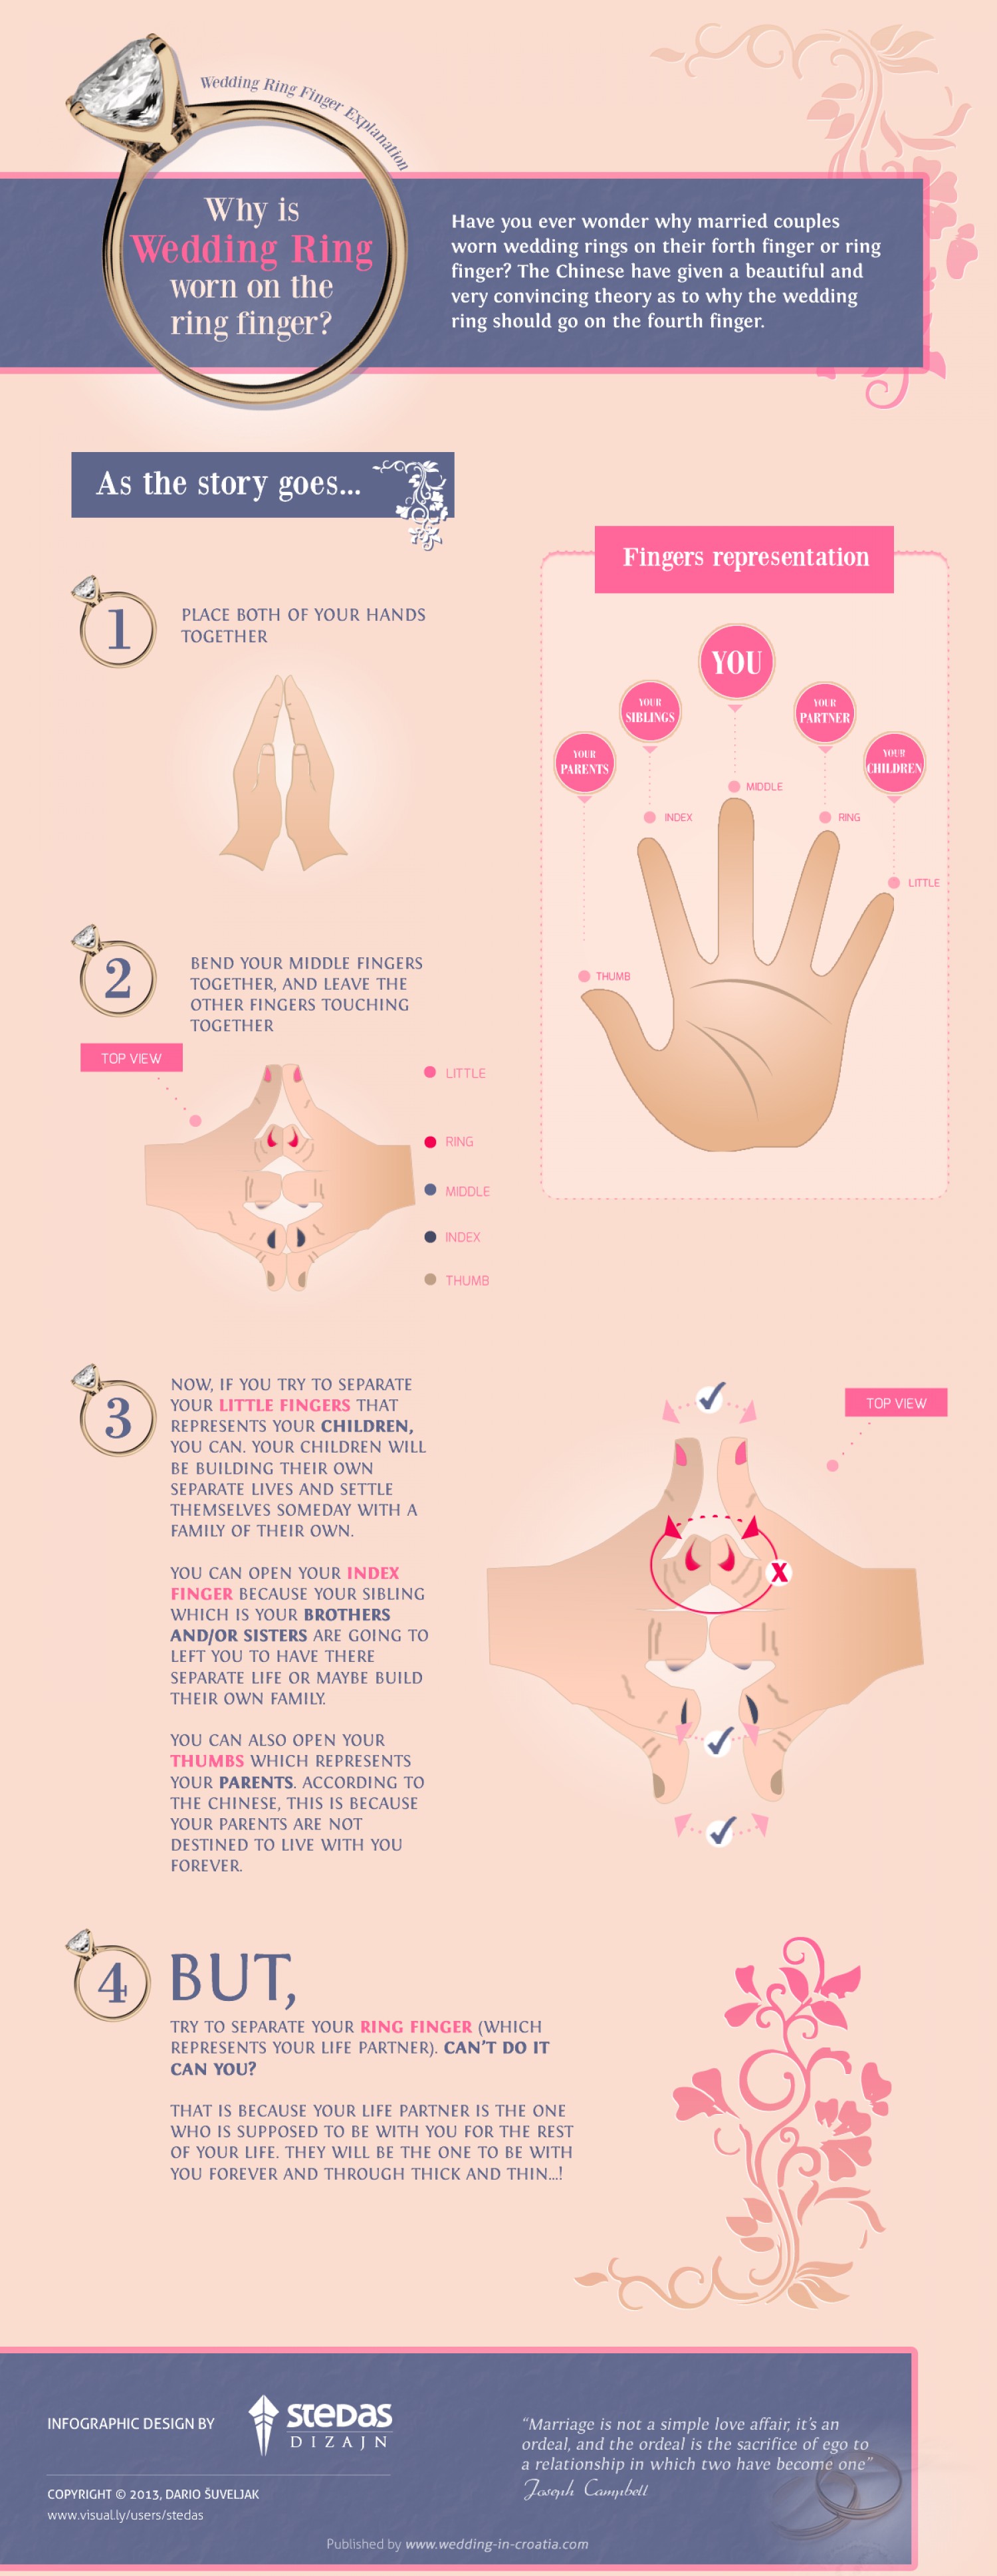 Wedding Ring Finger Explanation
Why is
Wedding Ring
worn on the
ring finger?
Have you ever wonder why married couples
worn wedding rings on their forth finger or ring
finger? The Chinese have given a beautiful and
very convincing theory as to why the wedding
ring should go on the fourth finger.
As the story goes...
1
PLACE BOTH OF YOUR HANDS
TOGETHER
2
BEND YOUR MIDDLE FINGERS
TOGETHER, AND LEAVE THE
OTHER FINGERS TOUCHING
TOGETHER
TOP VIEW
LITTLE
RING
MIDDLE
INDEX
THUMB
Fingers representation
YOU
YOUR
SIBLINGS
YOUR
PARTNER
YOUR
PARENTS
YOUR
CHILDREN
MIDDLE
INDEX
RING
LITTLE
THUMB
3
NOW, IF YOU TRY TO SEPARATE
YOUR LITTLE FINGERS THAT
REPRESENTS YOUR CHILDREN,
YOU CAN. YOUR CHILDREN WILL
BE BUILDING THEIR OWN
SEPARATE LIVES AND SETTLE
THEMSELVES SOMEDAY WITH A
FAMILY OF THEIR OWN.
YOU CAN OPEN YOUR INDEX
FINGER BECAUSE YOUR SIBLING
WHICH IS YOUR BROTHERS
AND/OR SISTERS ARE GOING TO
LEFT YOU TO HAVE THERE
SEPARATE LIFE OR MAYBE BUILD
THEIR OWN FAMILY.
YOU CAN ALSO OPEN YOUR
THUMBS WHICH REPRESENTS
YOUR PARENTS. ACCORDING TO
THE CHINESE, THIS IS BECAUSE
YOUR PARENTS ARE NOT
DESTINED TO LIVE WITH YOU
FOREVER.
TOP VIEW
X
4
BUT,
TRY TO SEPARATE YOUR RING FINGER (WHICH
REPRESENTS YOUR LIFE PARTNER). CAN'T DO IT
CAN YOU?
THAT IS BECAUSE YOUR LIFE PARTNER IS THE ONE
WHO IS SUPPOSED TO BE WITH YOU FOR THE REST
OF YOUR LIFE. THEY WILL BE THE ONE TO BE WITH
YOU FOREVER AND THROUGH THICK AND THIN...!
INFOGRAPHIC DESIGN BY
STEDAS
DIZAJN
COPYRIGHT © 2013, DARIO ŠUVELJAK
www.visual.ly/users/stedas
"Marriage is not a simple love affair, it's an
ordeal, and the ordeal is the sacrifice of ego to
a relationship in which two have become one"
Joseph Campbell
Published by www.wedding-in-croatia.com